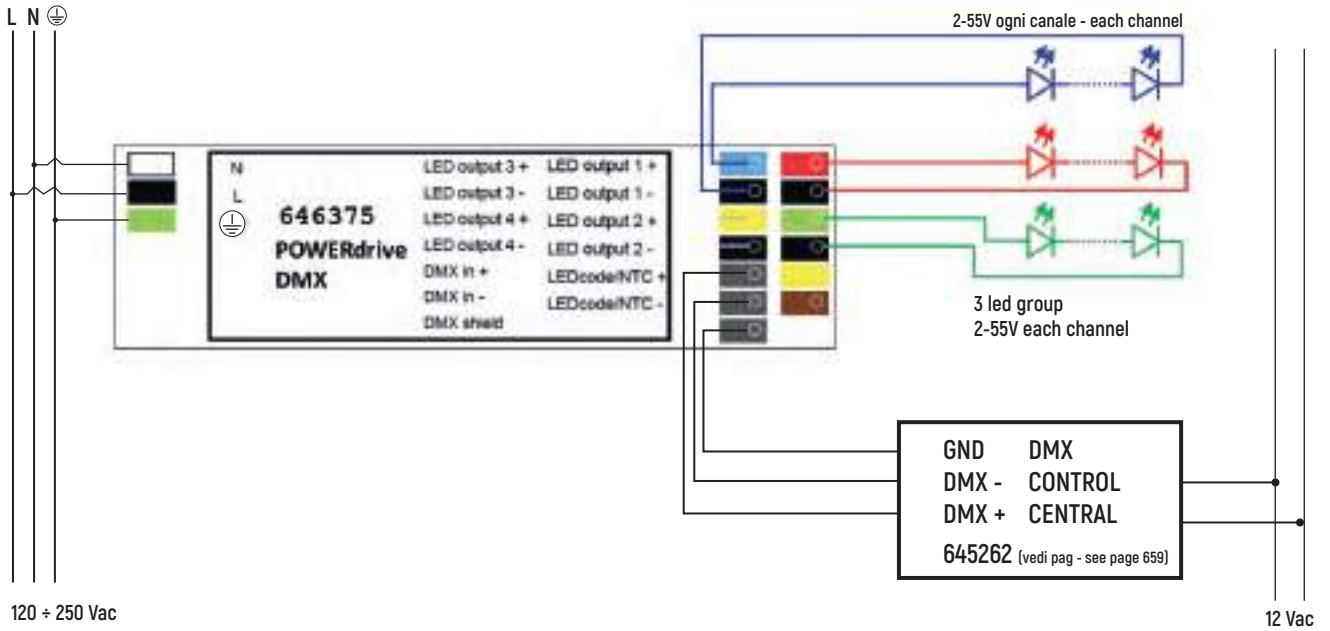 L N
2-55V ogni canale - each channel
N
L
646375
POWERdrive
DMX
LED output 3 +
LED output 3 -
LED output 4 +
LED output 4 -
DMX in +
DMX in -
DMX shield
LED output 1 +
LED output 1 -
LED output 2 +
LED output 2 -
LEDcode/NTC +
LEDcode/NTC -
3 led group
2-55V each channel
GND DMX
DMX - CONTROL
DMX + CENTRAL
645262 (vedi pag - see page 659)
120 ÷ 250 Vac
12 Vac